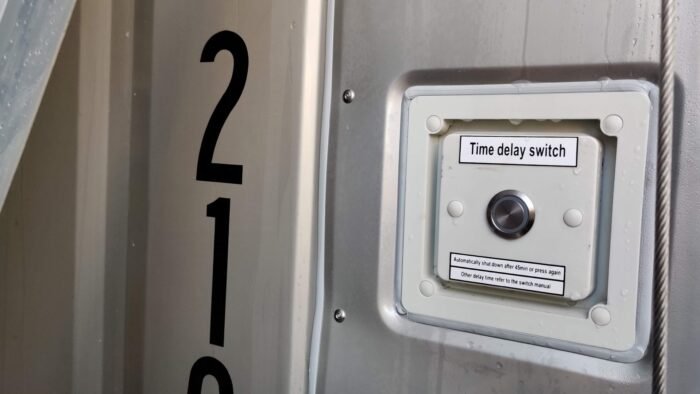 2
1
Time delay switch
Automatically shut down after 45min or press again
Other delay time refer to the switch manual